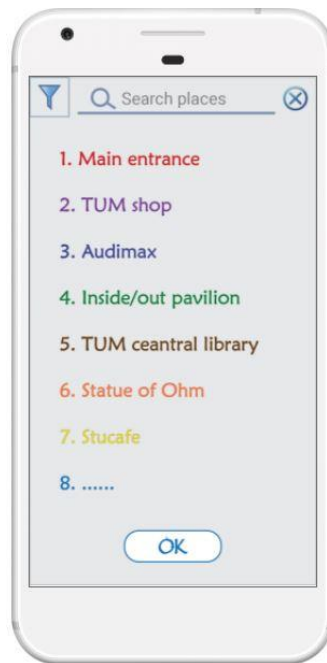 Search places
1. Main entrance
2. TUM shop
3. Audimax
4. Inside/out pavilion
5. TUM ceantral library
6. Statue of Ohm
7. Stucafe
8. ......
OK